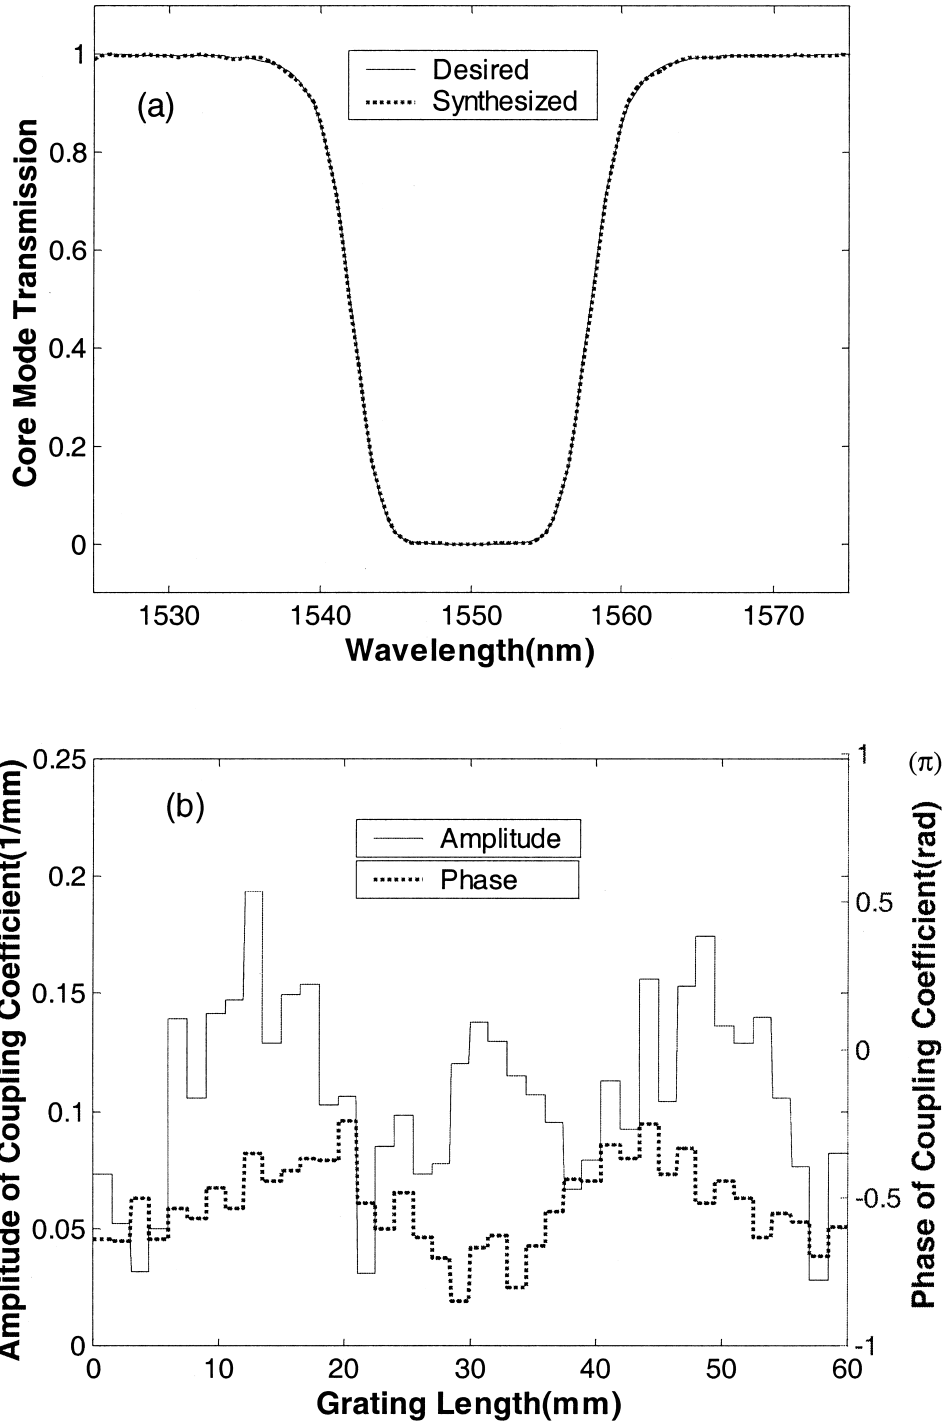 1
0.8
0.6
0.4
0.2
0
Core Mode Transmission
(a)
Desired
Synthesized
1530
1540
1550
1560
1570
Wavelength(nm)
0.25
0.2
0.15
0.1
0.05
0
Amplitude of Coupling Coefficient(1/mm)
(b)
Amplitude
Phase
1
0.5
0
-0.5
-1
(π)
Phase of Coupling Coefficient(rad)
0
10
20
30
40
50
60
Grating Length(mm)